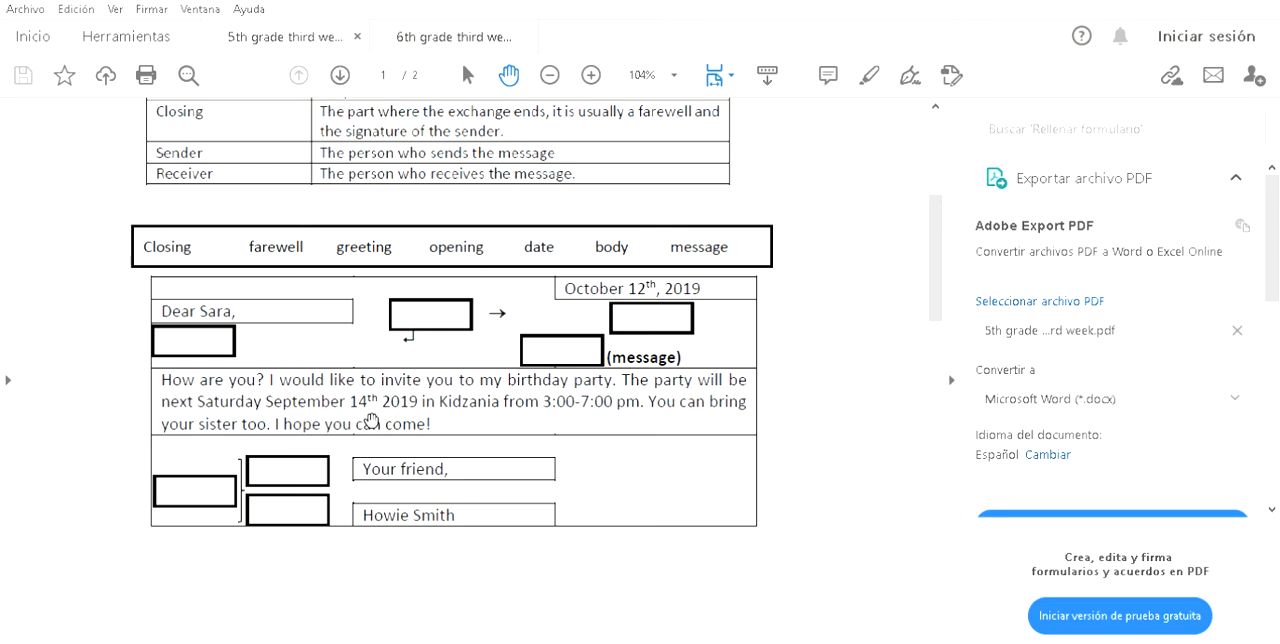 Archivo Edición Ver Firmar Ventana Ayuda
Inicio Herramientas 5th grade third we... × 6th grade third we... Iniciar sesión
1 / 2 104%
Closing The part where the exchange ends, it is usually a farewell and
the signature of the sender.
Sender The person who sends the message
Receiver The person who receives the message.
Closing farewell greeting opening date body message
October 12th, 2019
Dear Sara,
(message)
How are you? I would like to invite you to my birthday party. The party will be
next Saturday September 14th 2019 in Kidzania from 3:00-7:00 pm. You can bring
your sister too. I hope you can come!
Your friend,
Howie Smith
Buscar 'Rellenar formulario'
Exportar archivo PDF
Adobe Export PDF
Convertir archivos PDF a Word o Excel Online
Seleccionar archivo PDF
5th grade ...rd week.pdf
Convertir a
Microsoft Word (*.docx)
Idioma del documento:
Español Cambiar
Crea, edita y firma
formularios y acuerdos en PDF
Iniciar versión de prueba gratuita